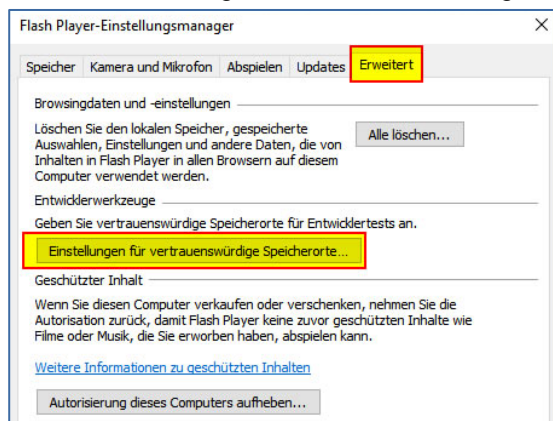 Flash Player-Einstellungsmanager
Speicher Kamera und Mikrofon Abspielen Updates Erweitert
Browsingdaten und -einstellungen
Löschen Sie den lokalen Speicher, gespeicherte
Auswahlen, Einstellungen und andere Daten, die von
Inhalten in Flash Player in allen Browsern auf diesem
Computer verwendet werden.
Alle löschen...
Entwicklerwerkzeuge
Geben Sie vertrauenswürdige Speicherorte für Entwicklertests an.
Einstellungen für vertrauenswürdige Speicherorte...
Geschützter Inhalt
Wenn Sie diesen Computer verkaufen oder verschenken, nehmen Sie die
Autorisation zurück, damit Flash Player keine zuvor geschützten Inhalte wie
Filme oder Musik, die Sie erworben haben, abspielen kann.
Weitere Informationen zu geschützten Inhalten
Autorisierung dieses Computers aufheben...